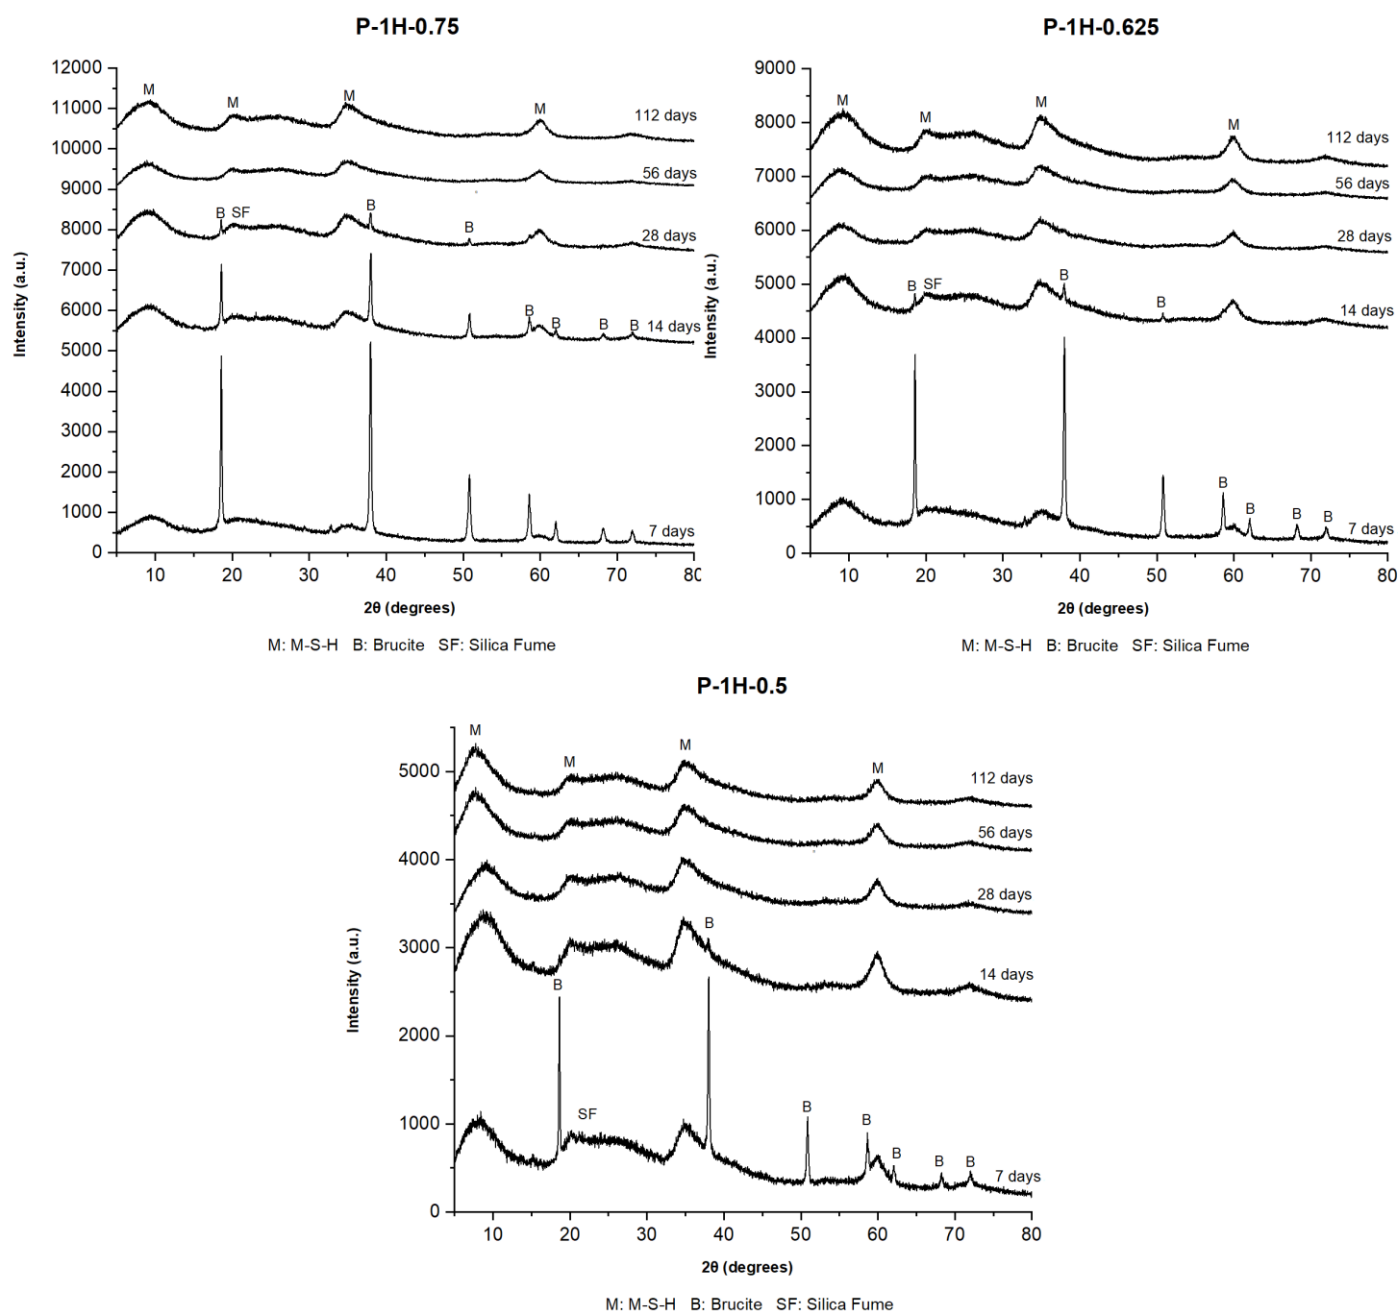 P-1H-0.75
12000
11000
10000
9000
8000
7000
6000
5000
4000
3000
2000
1000
0
Intensity (a.u.)
M
M
M
M
112 days
56 days
B
SF
B
B
28 days
B
B
B
B
14 days
7 days
10
20
30
40
50
60
70
80
2θ (degrees)
M: M-S-H B: Brucite SF: Silica Fume
P-1H-0.625
9000
8000
7000
6000
5000
4000
3000
2000
1000
0
Intensity (a.u.)
M
M
M
M
112 days
56 days
28 days
B
SF
B
B
14 days
B
B
B
B
7 days
10
20
30
40
50
60
70
80
2θ (degrees)
M: M-S-H B: Brucite SF: Silica Fume
P-1H-0.5
5000
4000
3000
2000
1000
0
Intensity (a.u.)
M
M
M
M
112 days
56 days
28 days
B
14 days
B
SF
B
B
B
B
B
7 days
10
20
30
40
50
60
70
80
2θ (degrees)
M: M-S-H B: Brucite SF: Silica Fume